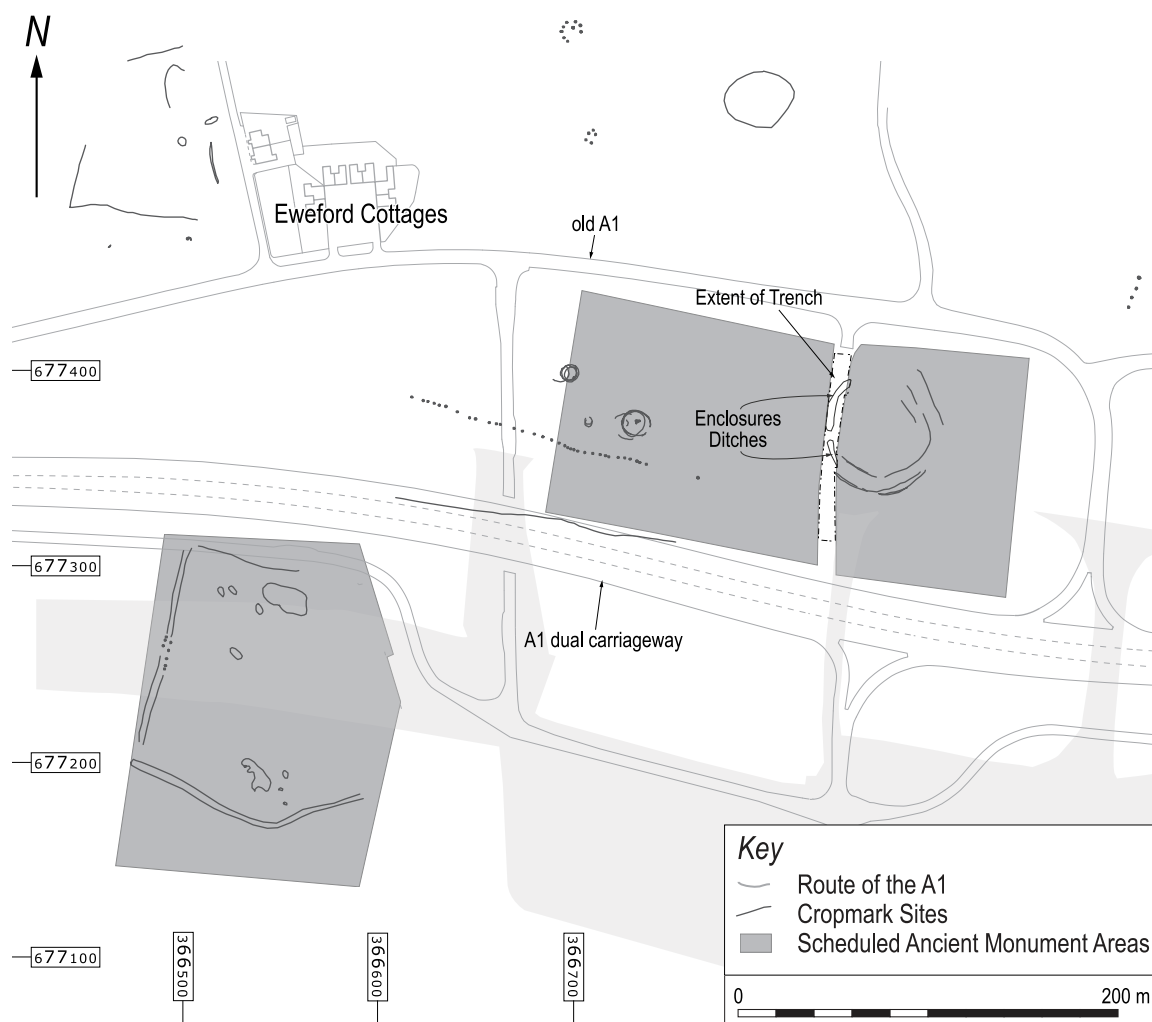 N
old A1
Eweford Cottages
Extent of Trench
677400
Enclosures
Ditches
677300
A1 dual carriageway
677200
677100
366500
366600
366700
Key
Route of the A1
Cropmark Sites
Scheduled Ancient Monument Areas
0 200 m